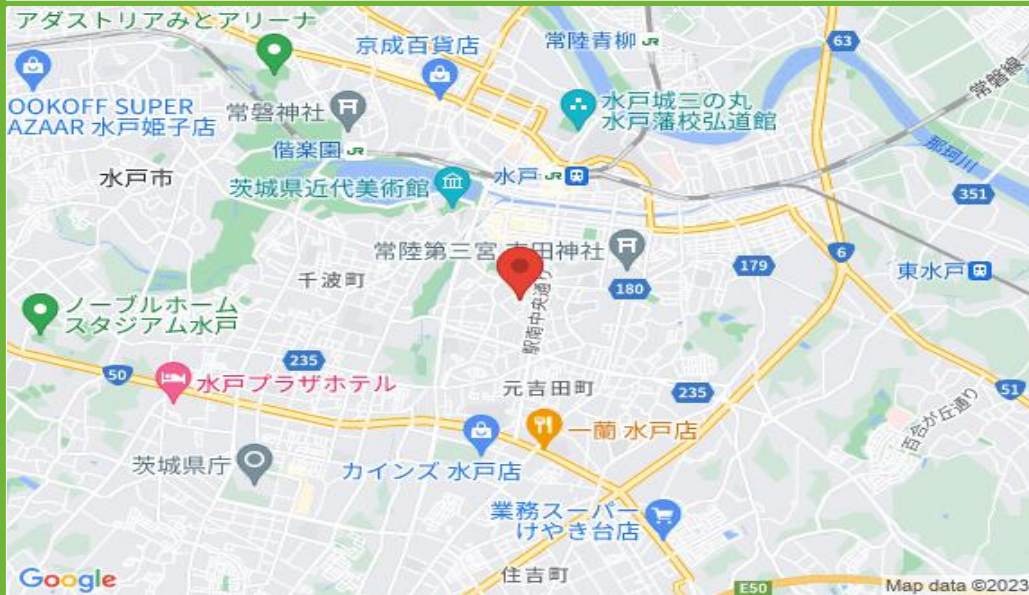 アダストリアみとアリーナ
京成百貨店
常陸青柳 JR
63
常磐線
OOKOFF SUPER
AZAAR 水戸姫子店
常磐神社
水戸城三の丸
水戸藩校弘道館
偕楽園 JR
水戸 JR
那珂川
水戸市
茨城県近代美術館
351
常陸第三宮 吉田神社
179
6
東水戸
千波町
180
駅南中央通り
ノーブルホーム
スタジアム水戸
235
50
水戸プラザホテル
元吉田町
235
51
百合が丘通り
一蘭 水戸店
茨城県庁
カインズ 水戸店
業務スーパー
けやき台店
住吉町
E50
Google
Map data ©2023